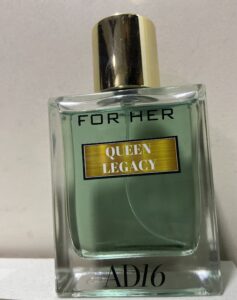 FOR HER
QUEEN
LEGACY
AD16